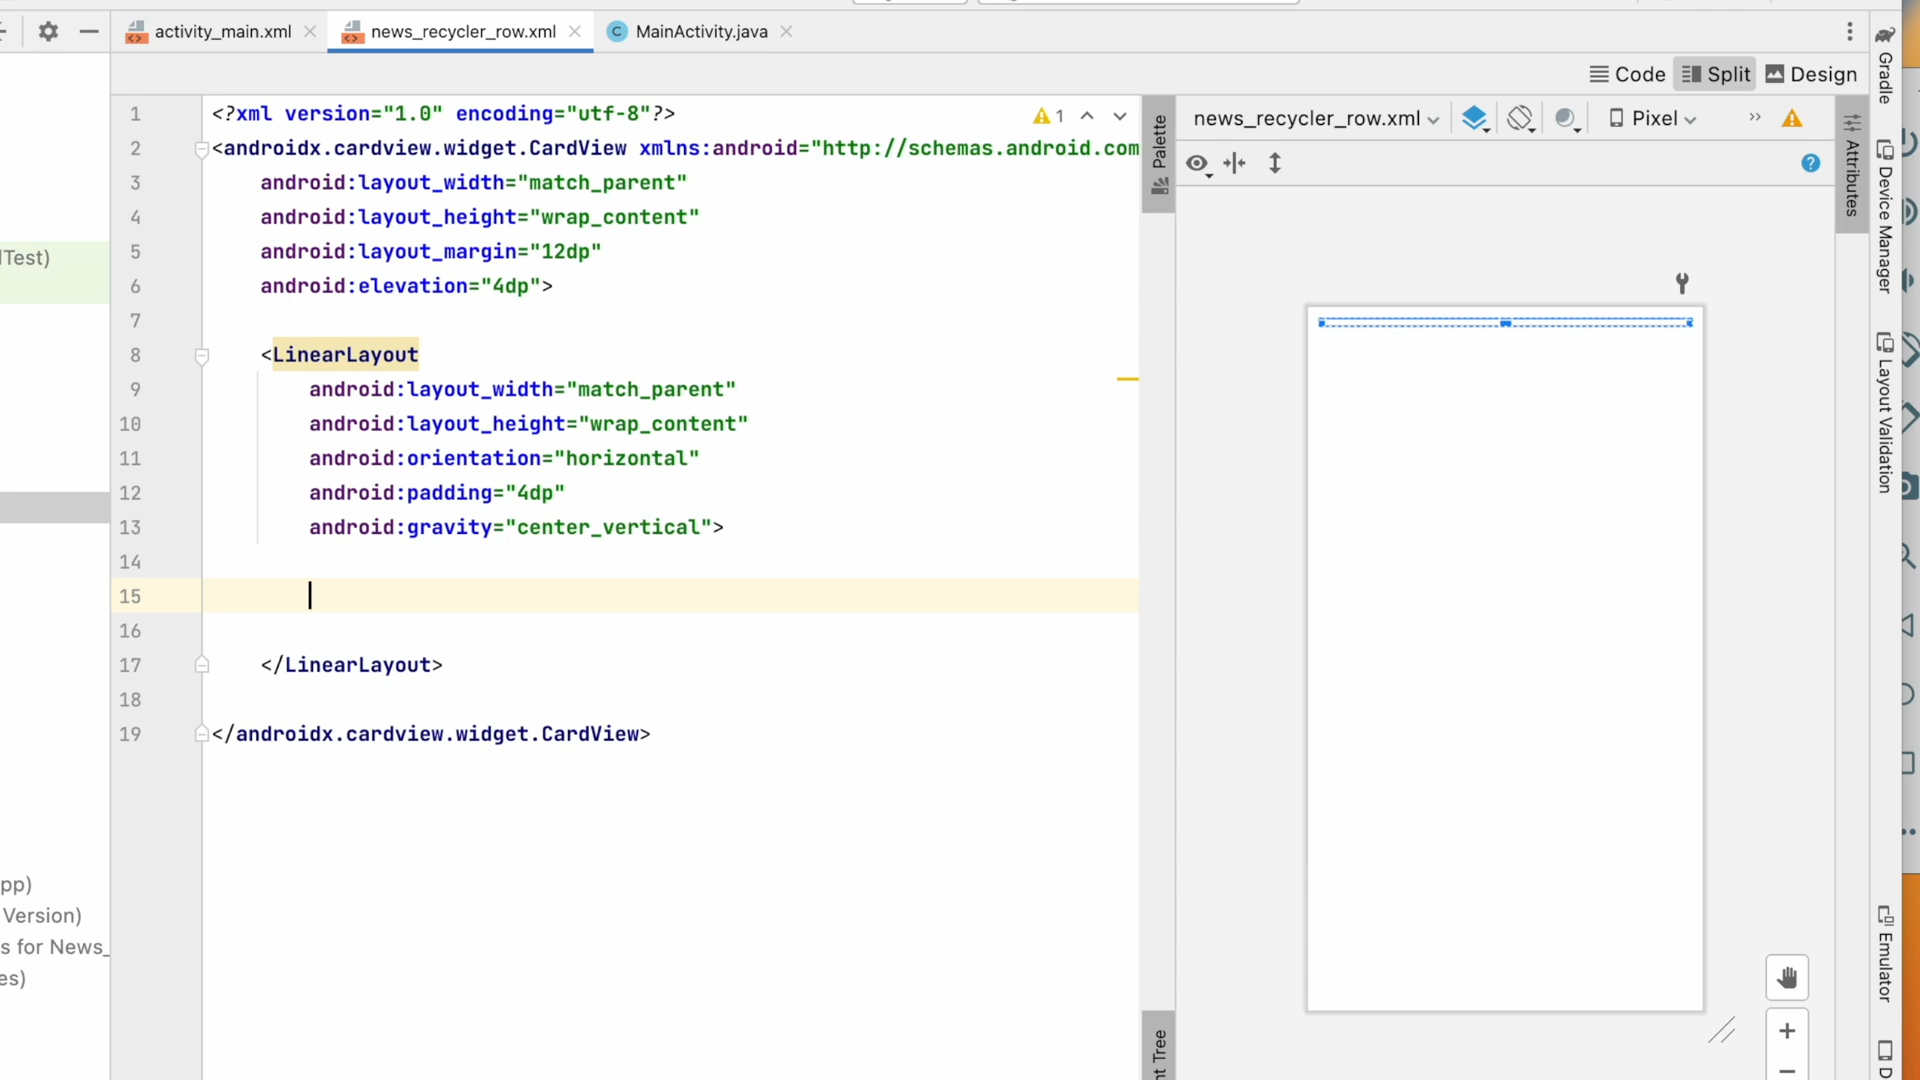 activity_main.xml
news_recycler_row.xml
C MainActivity.java
Code
Split
Design
1 <?xml version="1.0" encoding="utf-8"?>
1
2 <androidx.cardview.widget.CardView xmlns:android="http://schemas.android.com
3 android:layout_width="match_parent"
4 android:layout_height="wrap_content"
5 android:layout_margin="12dp"
6 android:elevation="4dp">
7
8 <LinearLayout
9 android:layout_width="match_parent"
10 android:layout_height="wrap_content"
11 android:orientation="horizontal"
12 android:padding="4dp"
13 android:gravity="center_vertical">
14
15
16
17 </LinearLayout>
18
19 </androidx.cardview.widget.CardView>
Test)
pp)
Version)
s for News_
es)
Palette
news_recycler_row.xml
Pixel
?
Attributes
Gradle
Device Manager
Layout Validation
Emulator
D
nt Tree